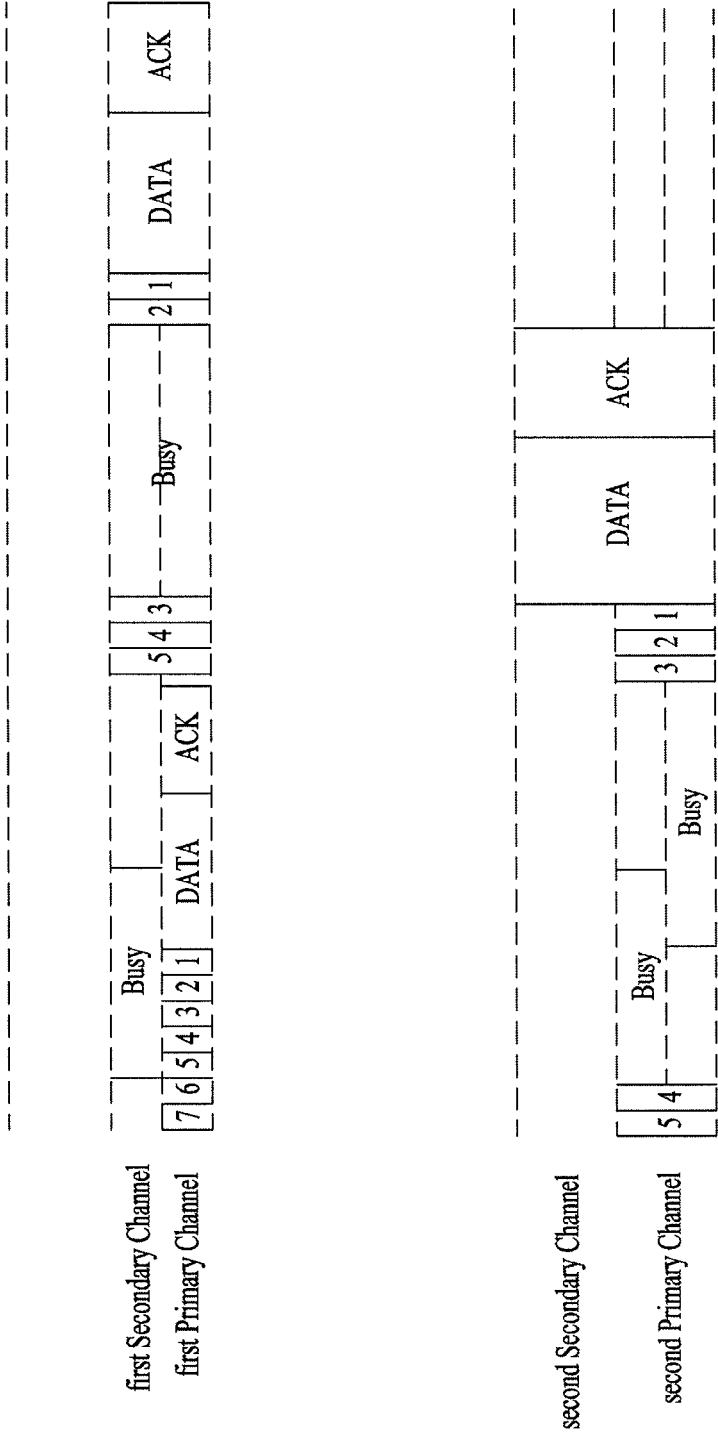 first Secondary Channel
Busy
5 4 3 Busy 2 1 DATA ACK
first Primary Channel
7 6 5 4 3 2 1 DATA ACK
second Secondary Channel
DATA ACK
5 4 Busy 3 2 1
second Primary Channel
Busy